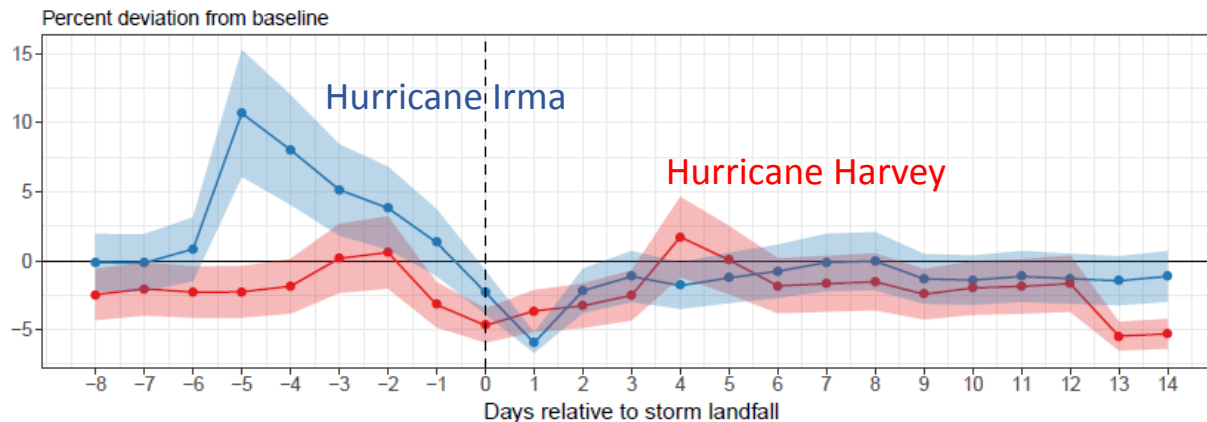 Percent deviation from baseline
15
10
5
0
−5
Hurricane Irma
Hurricane Harvey
−8 −7 −6 −5 −4 −3 −2 −1 0 1 2 3 4 5 6 7 8 9 10 11 12 13 14
Days relative to storm landfall